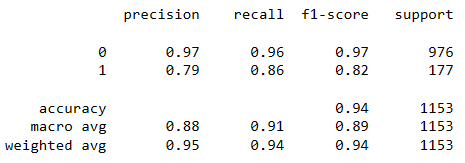 precision recall f1-score support
0 0.97 0.96 0.97 976
1 0.79 0.86 0.82 177
accuracy 0.94 1153
macro avg 0.88 0.91 0.89 1153
weighted avg 0.95 0.94 0.94 1153